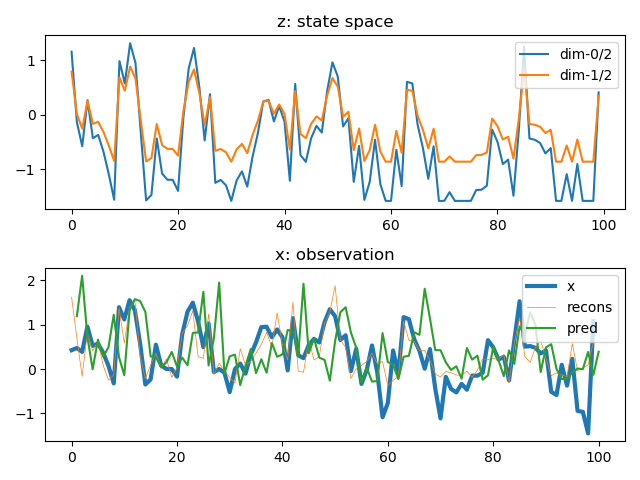 z: state space
1
0
−1
dim-0/2
dim-1/2
0 20 40 60 80 100
x: observation
2
1
0
−1
x
recons
pred
0 20 40 60 80 100